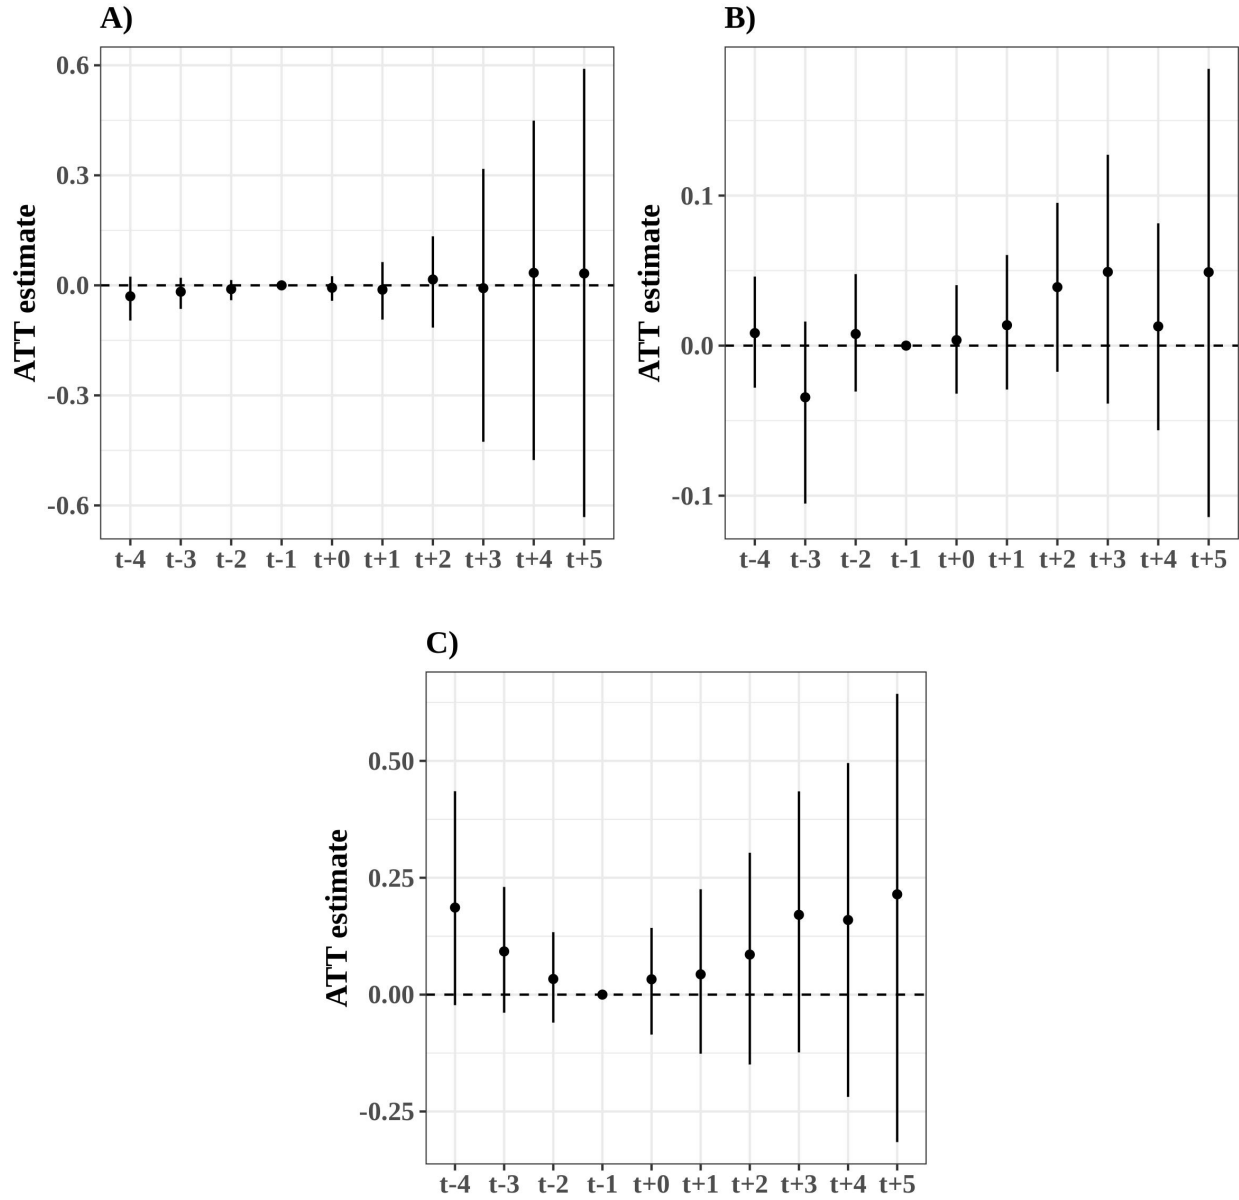 A)
ATT estimate
0.6
0.3
0.0
-0.3
-0.6
t-4 t-3 t-2 t-1 t+0 t+1 t+2 t+3 t+4 t+5
B)
ATT estimate
0.1
0.0
-0.1
t-4 t-3 t-2 t-1 t+0 t+1 t+2 t+3 t+4 t+5
C)
ATT estimate
0.50
0.25
0.00
-0.25
t-4 t-3 t-2 t-1 t+0 t+1 t+2 t+3 t+4 t+5